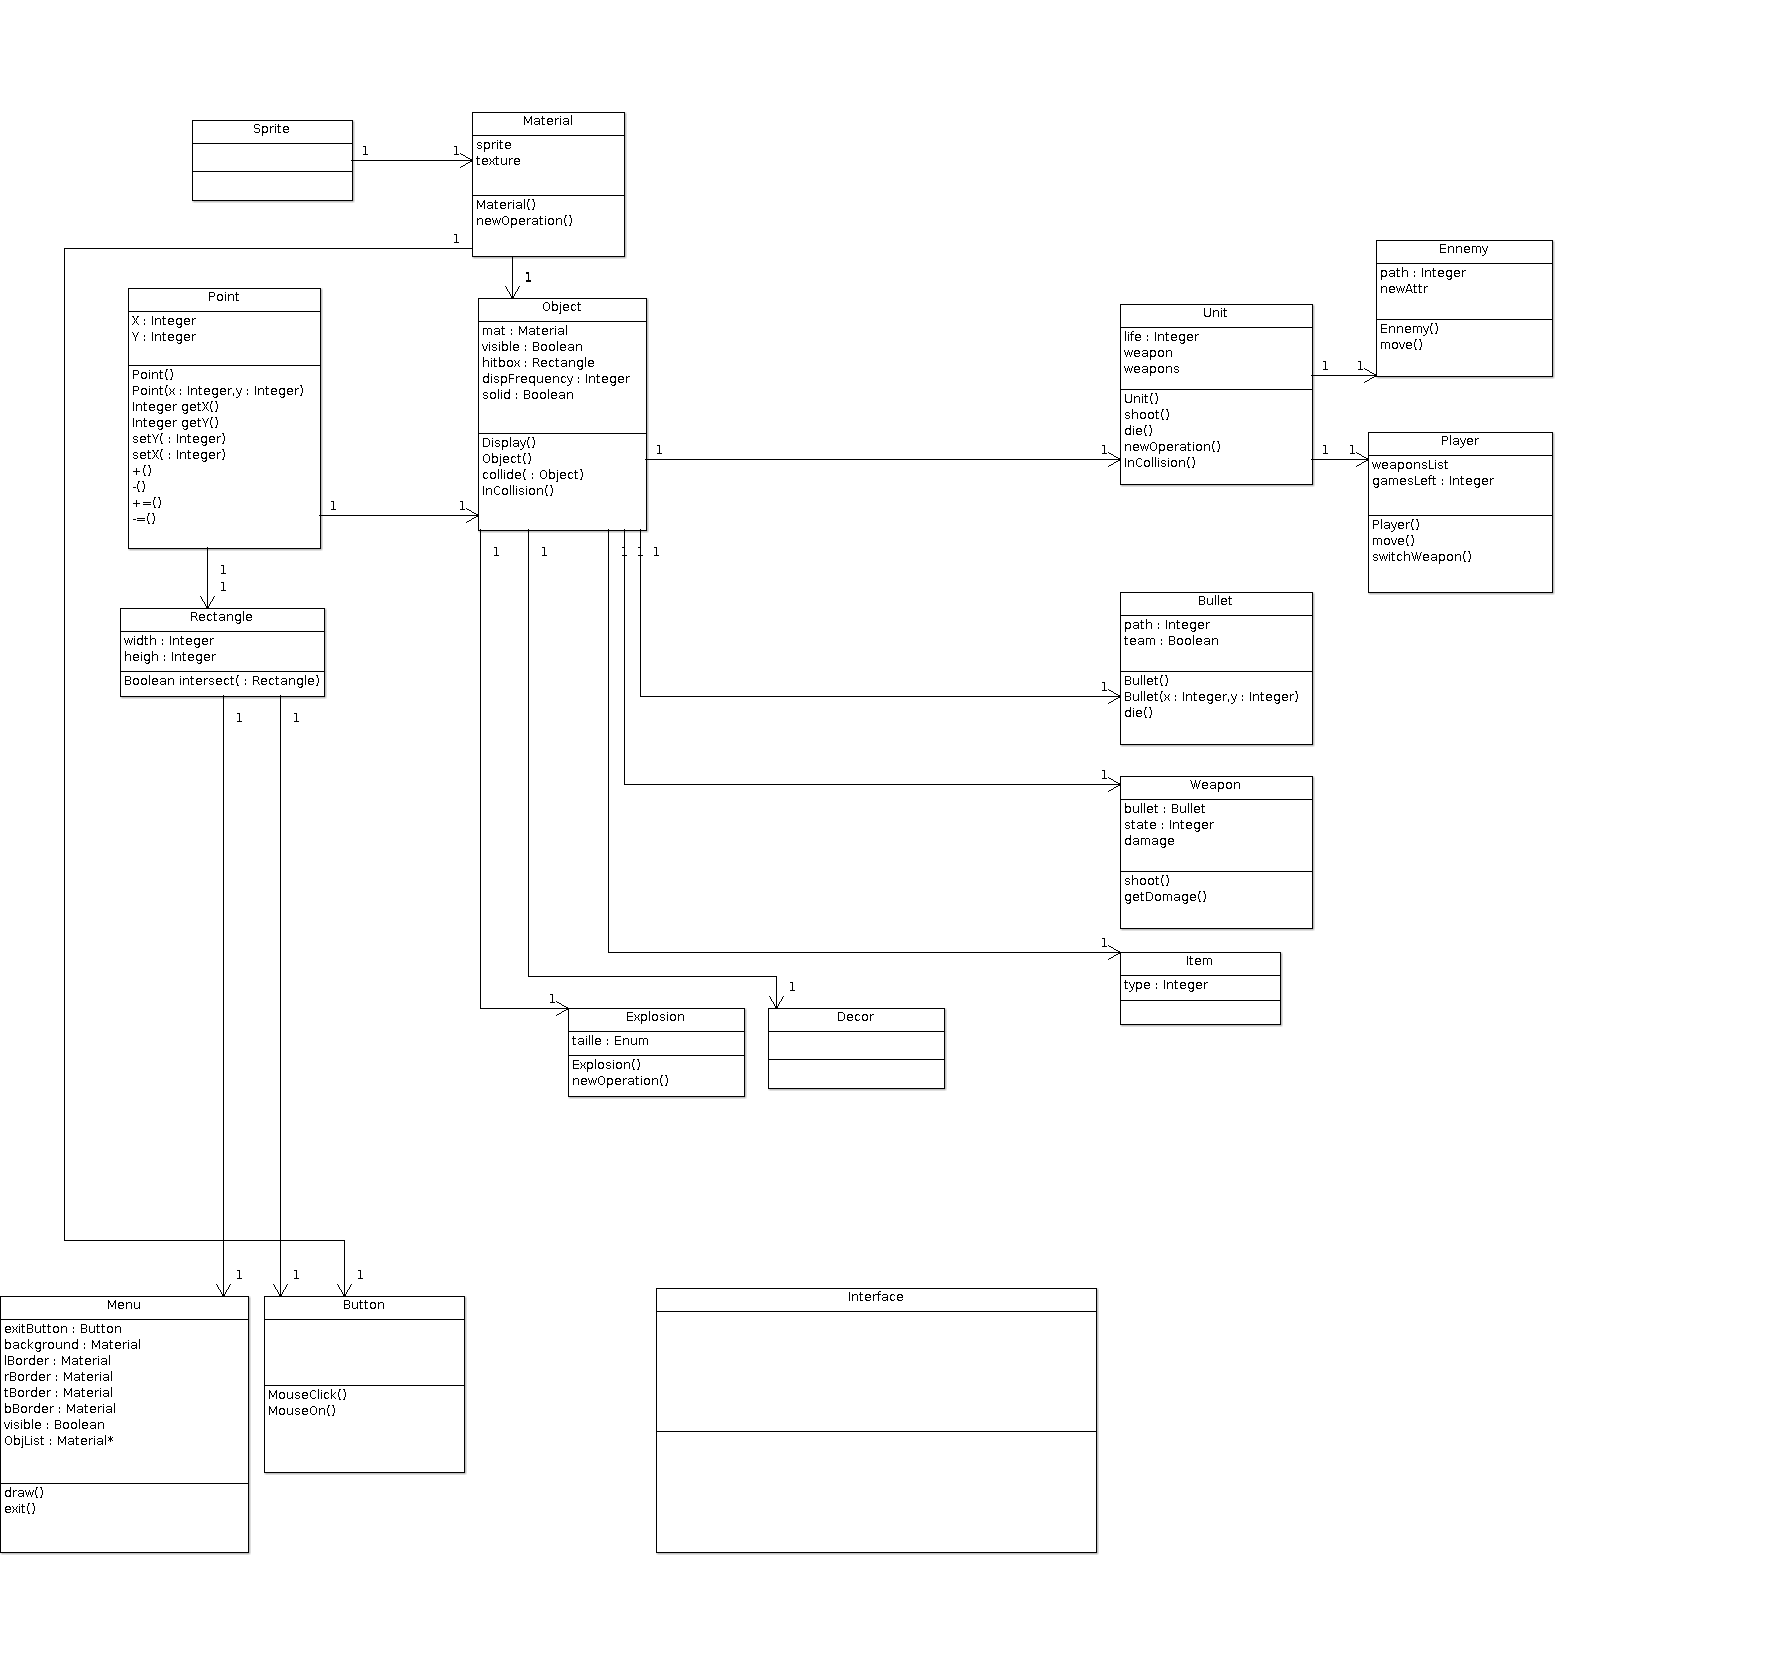 Sprite
1
1
Material
sprite
texture
Material()
newOperation()
1
1
Point
X : Integer
Y : Integer
Point()
Point(x : Integer,y : Integer)
Integer getX()
Integer getY()
setY( : Integer)
setX( : Integer)
+()
-()
+=()
-=()
1
1
1
1
Object
mat : Material
visible : Boolean
hitbox : Rectangle
dispFrequency : Integer
solid : Boolean
Display()
Object()
collide( : Object)
InCollision()
1
1
1
1
1
1
1
Unit
life : Integer
weapon
weapons
Unit()
shoot()
die()
newOperation()
InCollision()
1
1
1
1
Ennemy
path : Integer
newAttr
Ennemy()
move()
Player
weaponsList
gamesLeft : Integer
Player()
move()
switchWeapon()
Rectangle
width : Integer
heigh : Integer
Boolean intersect( : Rectangle)
1
1
1
Bullet
path : Integer
team : Boolean
Bullet()
Bullet(x : Integer,y : Integer)
die()
1
Weapon
bullet : Bullet
state : Integer
damage
shoot()
getDomage()
1
Item
type : Integer
1
Explosion
taille : Enum
Explosion()
newOperation()
1
Decor
1
1
1
Menu
exitButton : Button
background : Material
lBorder : Material
rBorder : Material
tBorder : Material
bBorder : Material
visible : Boolean
ObjList : Material*
draw()
exit()
Button
MouseClick()
MouseOn()
Interface